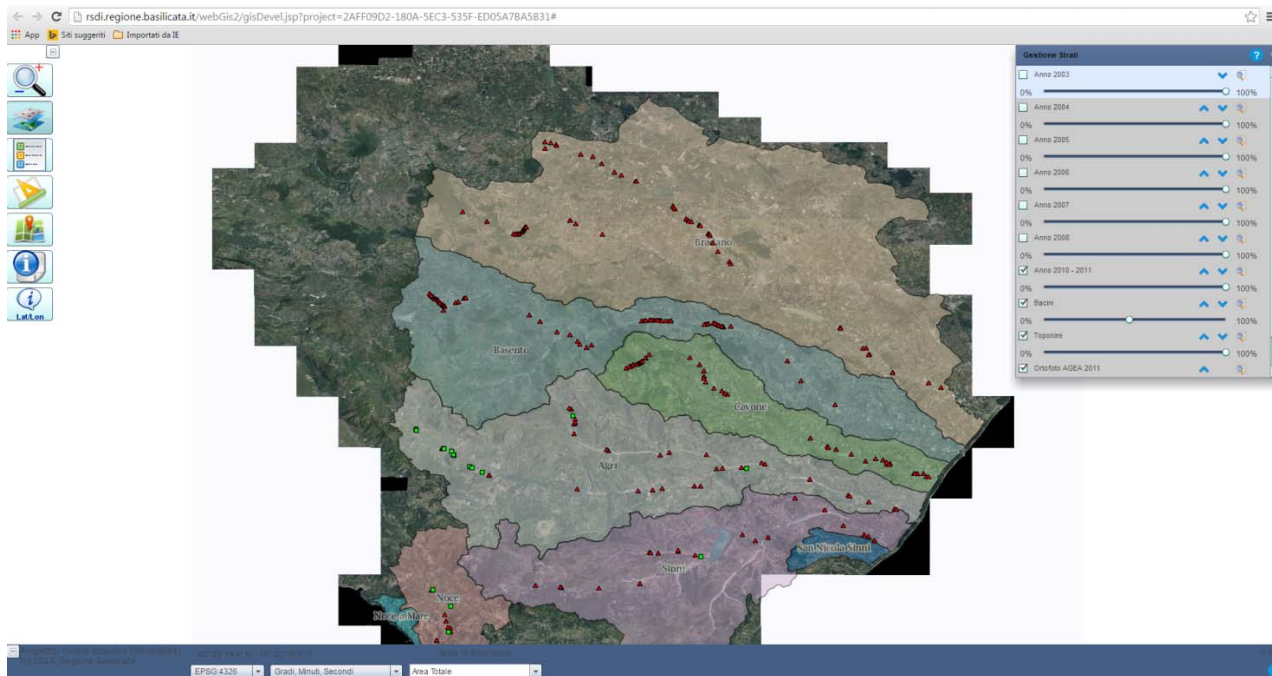 rsdi.regione.basilicata.it/webGis2/gisDevel.jsp?project=2AFF09D2-180A-5EC3-535F-ED05A7BA5B31#
App Siti suggeriti Importati da IE
Gestione Strati
Anno 2003
0% 100%
Anno 2004
0% 100%
Anno 2005
0% 100%
Anno 2006
0% 100%
Anno 2007
0% 100%
Anno 2008
0% 100%
Anno 2010 - 2011
0% 100%
Bacini
0% 100%
Toponimi
0% 100%
Ortofoto AGEA 2011
Lat/Lon
Bradano
Basento
Cavone
Agri
San Nicola Sinni
Sinni
Noce
Noce a Mare
EPSG:4326 Gradi, Minuti, Secondi Area Totale